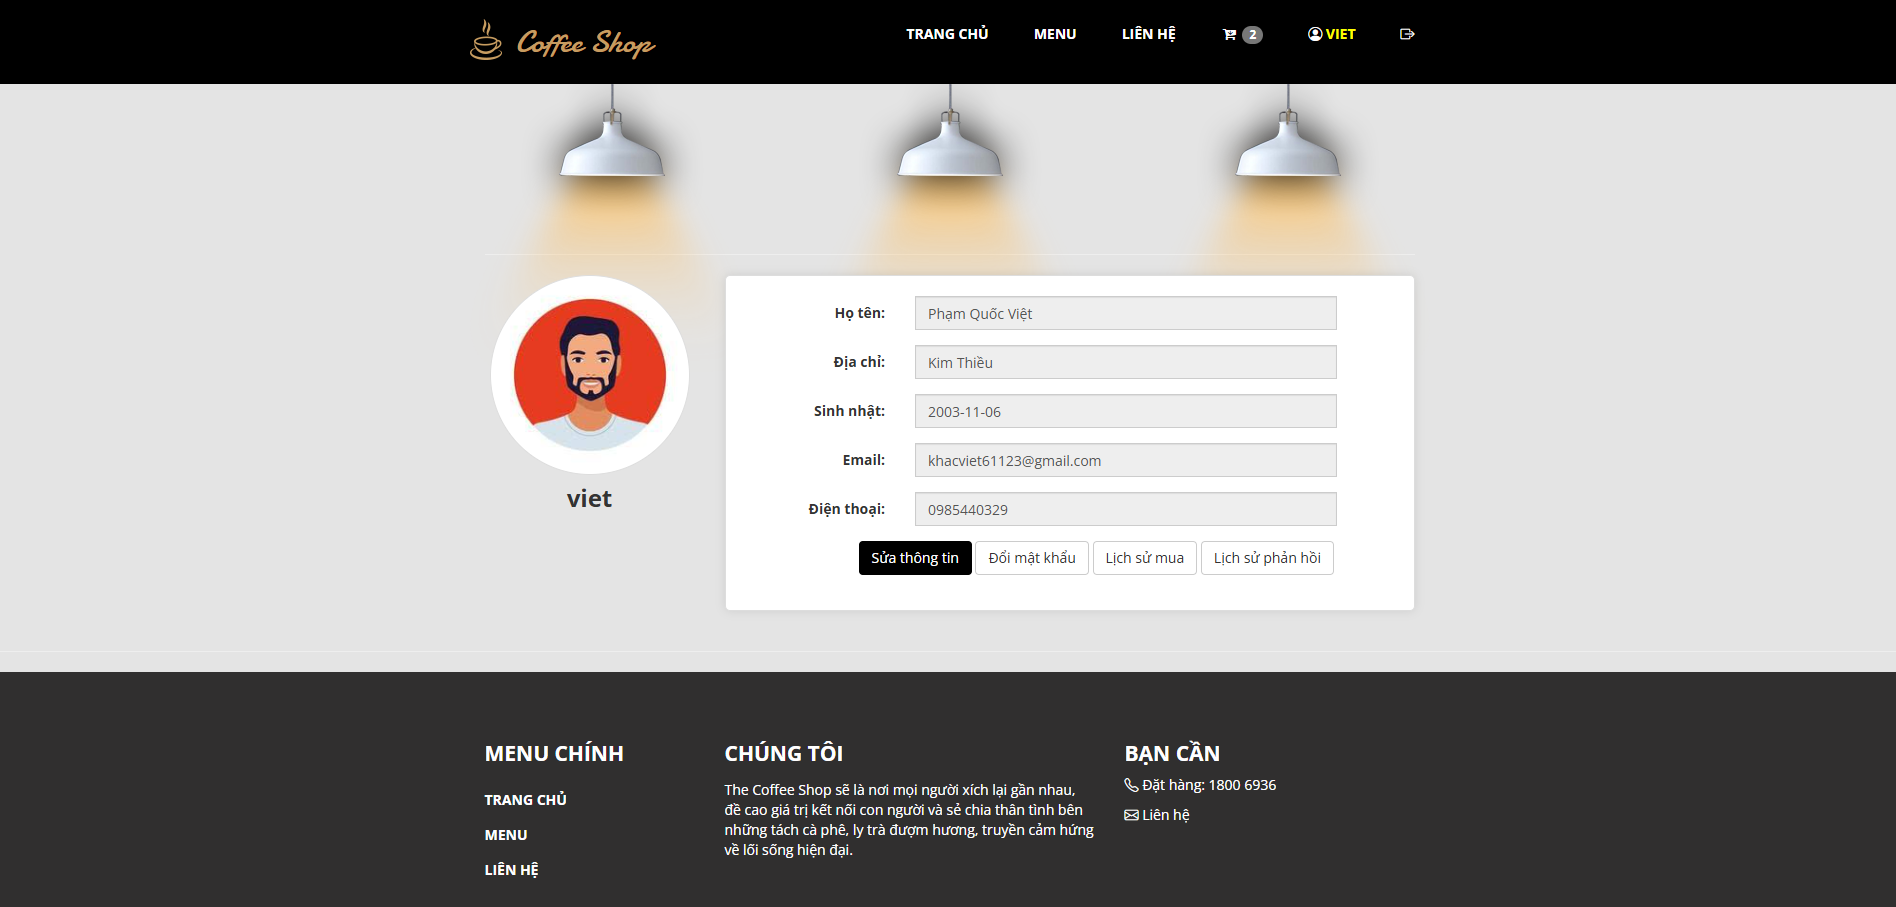 Coffee Shop
TRANG CHỦ
MENU
LIÊN HỆ
2
VIET
viet
Họ tên: Phạm Quốc Việt
Địa chỉ: Kim Thiều
Sinh nhật: 2003-11-06
Email: khacviet61123@gmail.com
Điện thoại: 0985440329
Sửa thông tin
Đổi mật khẩu
Lịch sử mua
Lịch sử phản hồi
MENU CHÍNH
TRANG CHỦ
MENU
LIÊN HỆ
CHÚNG TÔI
The Coffee Shop sẽ là nơi mọi người xích lại gần nhau,
đề cao giá trị kết nối con người và sẻ chia thân tình bên
những tách cà phê, ly trà đượm hương, truyền cảm hứng
về lối sống hiện đại.
BẠN CẦN
Đặt hàng: 1800 6936
Liên hệ